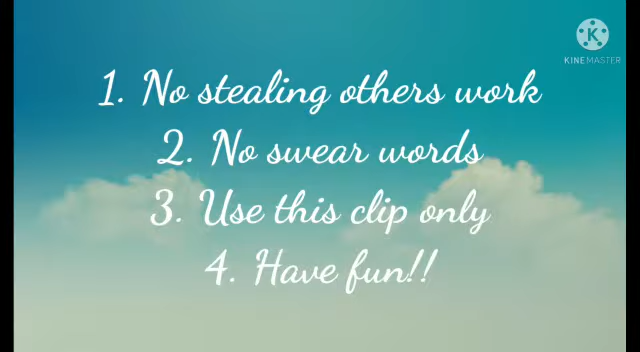 K
KINEMASTER
1. No stealing others work
2. No swear words
3. Use this clip only
4. Have fun!!